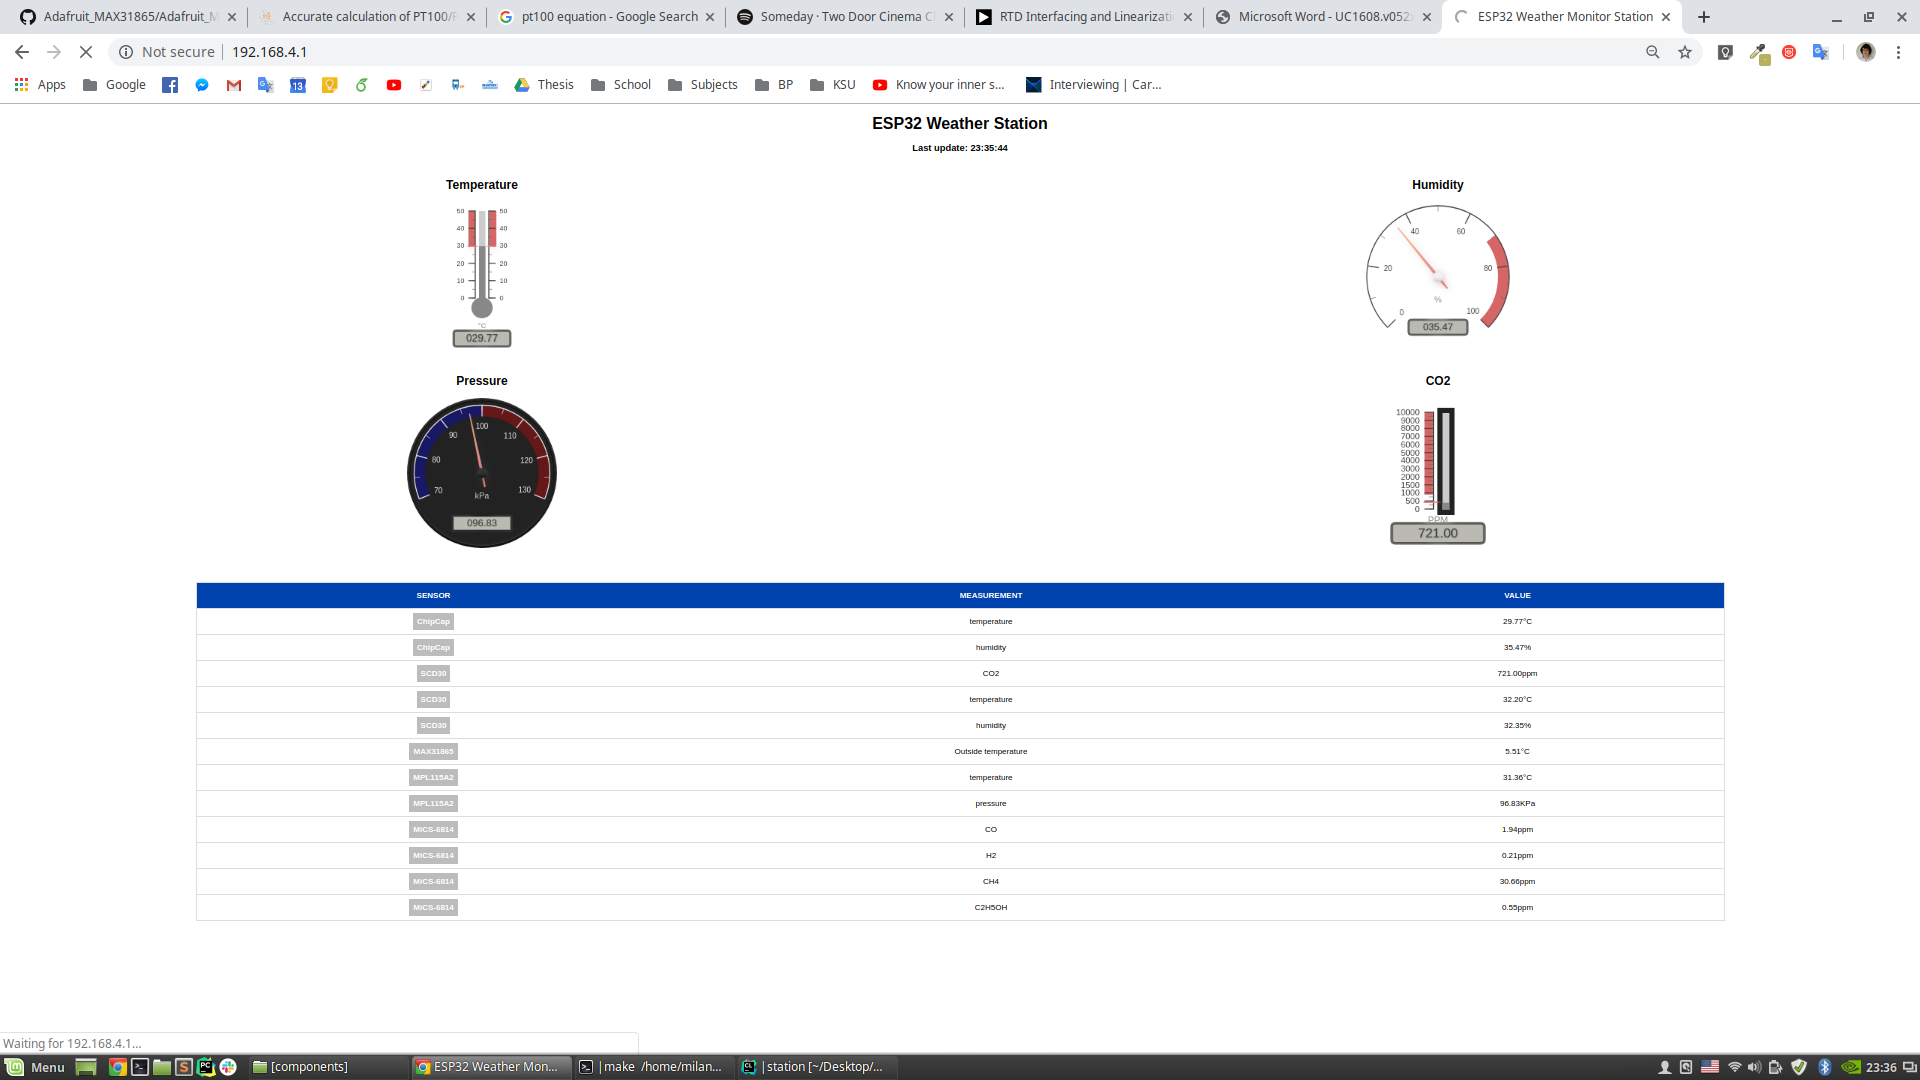 Adafruit_MAX31865/Adafruit_M
Accurate calculation of PT100/P
pt100 equation - Google Search
Someday · Two Door Cinema C
RTD Interfacing and Linearizati
Microsoft Word - UC1608.v052
ESP32 Weather Monitor Station
Not secure
192.168.4.1
Apps
Google
13
Thesis
School
Subjects
BP
KSU
Know your inner s...
Interviewing | Car...
ESP32 Weather Station
Last update: 23:35:44
Temperature
50 50
40 40
30 30
20 20
10 10
0 0
°C
029.77
Humidity
40 60
20 80
%
0 100
035.47
Pressure
100
90 110
80 120
70 130
kPa
096.83
CO2
10000
9000
8000
7000
6000
5000
4000
3000
2000
1500
1000
500
0
PPM
721.00
SENSOR MEASUREMENT VALUE
ChipCap temperature 29.77°C
ChipCap humidity 35.47%
SCD30 CO2 721.00ppm
SCD30 temperature 32.20°C
SCD30 humidity 32.35%
MAX31865 Outside temperature 5.51°C
MPL115A2 temperature 31.36°C
MPL115A2 pressure 96.83KPa
MiCS-6814 CO 1.94ppm
MiCS-6814 H2 0.21ppm
MiCS-6814 CH4 30.66ppm
MiCS-6814 C2H5OH 0.55ppm
Waiting for 192.168.4.1...
Menu
[components]
ESP32 Weather Mon...
|make /home/milan...
|station [~/Desktop/...
23:36